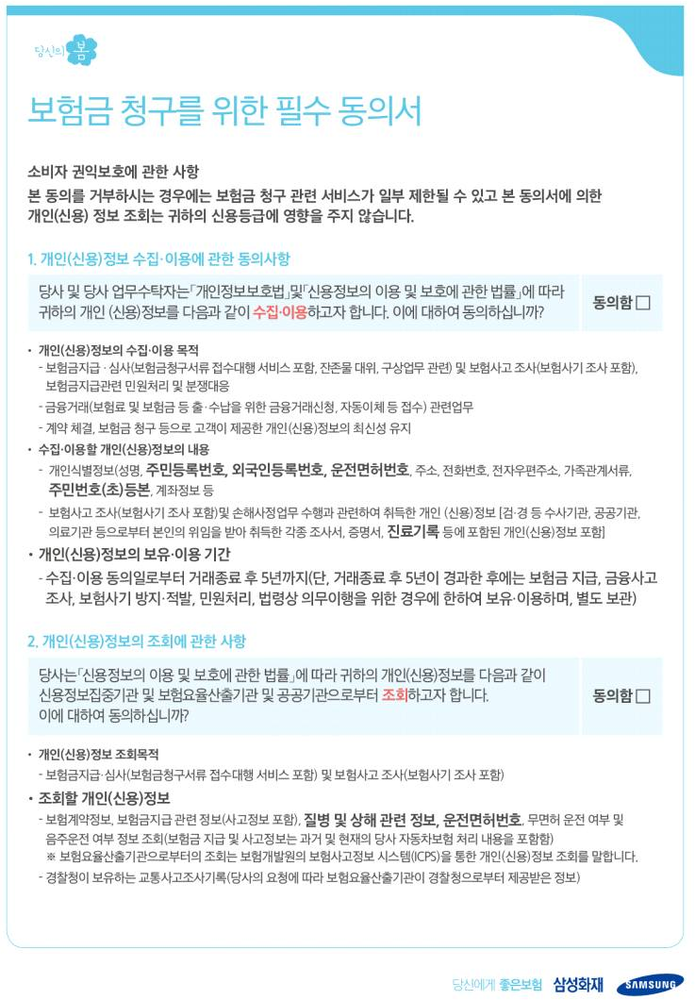 당신의 봄
보험금 청구를 위한 필수 동의서
소비자 권익보호에 관한 사항
본 동의를 거부하시는 경우에는 보험금 청구 관련 서비스가 일부 제한될 수 있고 본 동의서에 의한
개인(신용) 정보 조회는 귀하의 신용등급에 영향을 주지 않습니다.
1. 개인(신용)정보 수집·이용에 관한 동의사항
당사 및 당사 업무수탁자는「개인정보보호법」및「신용정보의 이용 및 보호에 관한 법률」에 따라
귀하의 개인 (신용)정보를 다음과 같이 수집·이용하고자 합니다. 이에 대하여 동의하십니까?
동의함 □
• 개인(신용)정보의 수집·이용 목적
- 보험금지급 · 심사(보험금청구서류 접수대행 서비스 포함, 잔존물 대위, 구상업무 관련) 및 보험사고 조사(보험사기 조사 포함),
보험금지급관련 민원처리 및 분쟁대응
- 금융거래(보험료 및 보험금 등 출·수납을 위한 금융거래신청, 자동이체 등 접수) 관련업무
- 계약 체결, 보험금 청구 등으로 고객이 제공한 개인(신용)정보의 최신성 유지
• 수집·이용할 개인(신용)정보의 내용
- 개인식별정보(성명, 주민등록번호, 외국인등록번호, 운전면허번호, 주소, 전화번호, 전자우편주소, 가족관계서류,
주민번호(초)등본, 계좌정보 등
- 보험사고 조사(보험사기 조사 포함)및 손해사정업무 수행과 관련하여 취득한 개인 (신용)정보 [검·경 등 수사기관, 공공기관,
의료기관 등으로부터 본인의 위임을 받아 취득한 각종 조사서, 증명서, 진료기록 등에 포함된 개인(신용)정보 포함]
• 개인(신용)정보의 보유·이용 기간
- 수집·이용 동의일로부터 거래종료 후 5년까지(단, 거래종료 후 5년이 경과한 후에는 보험금 지급, 금융사고
조사, 보험사기 방지·적발, 민원처리, 법령상 의무이행을 위한 경우에 한하여 보유·이용하며, 별도 보관)
2. 개인(신용)정보의 조회에 관한 사항
당사는「신용정보의 이용 및 보호에 관한 법률」에 따라 귀하의 개인(신용)정보를 다음과 같이
신용정보집중기관 및 보험요율산출기관 및 공공기관으로부터 조회하고자 합니다.
이에 대하여 동의하십니까?
동의함 □
• 개인(신용)정보 조회목적
- 보험금지급·심사(보험금청구서류 접수대행 서비스 포함) 및 보험사고 조사(보험사기 조사 포함)
• 조회할 개인(신용)정보
- 보험계약정보, 보험금지급 관련 정보(사고정보 포함), 질병 및 상해 관련 정보, 운전면허번호, 무면허 운전 여부 및
음주운전 여부 정보 조회(보험금 지급 및 사고정보는 과거 및 현재의 당사 자동차보험 처리 내용을 포함함)
※ 보험요율산출기관으로부터의 조회는 보험개발원의 보험사고정보 시스템(ICPS)을 통한 개인(신용)정보 조회를 말합니다.
- 경찰청이 보유하는 교통사고조사기록(당사의 요청에 따라 보험요율산출기관이 경찰청으로부터 제공받은 정보)
당신에게 좋은보험 삼성화재 SAMSUNG